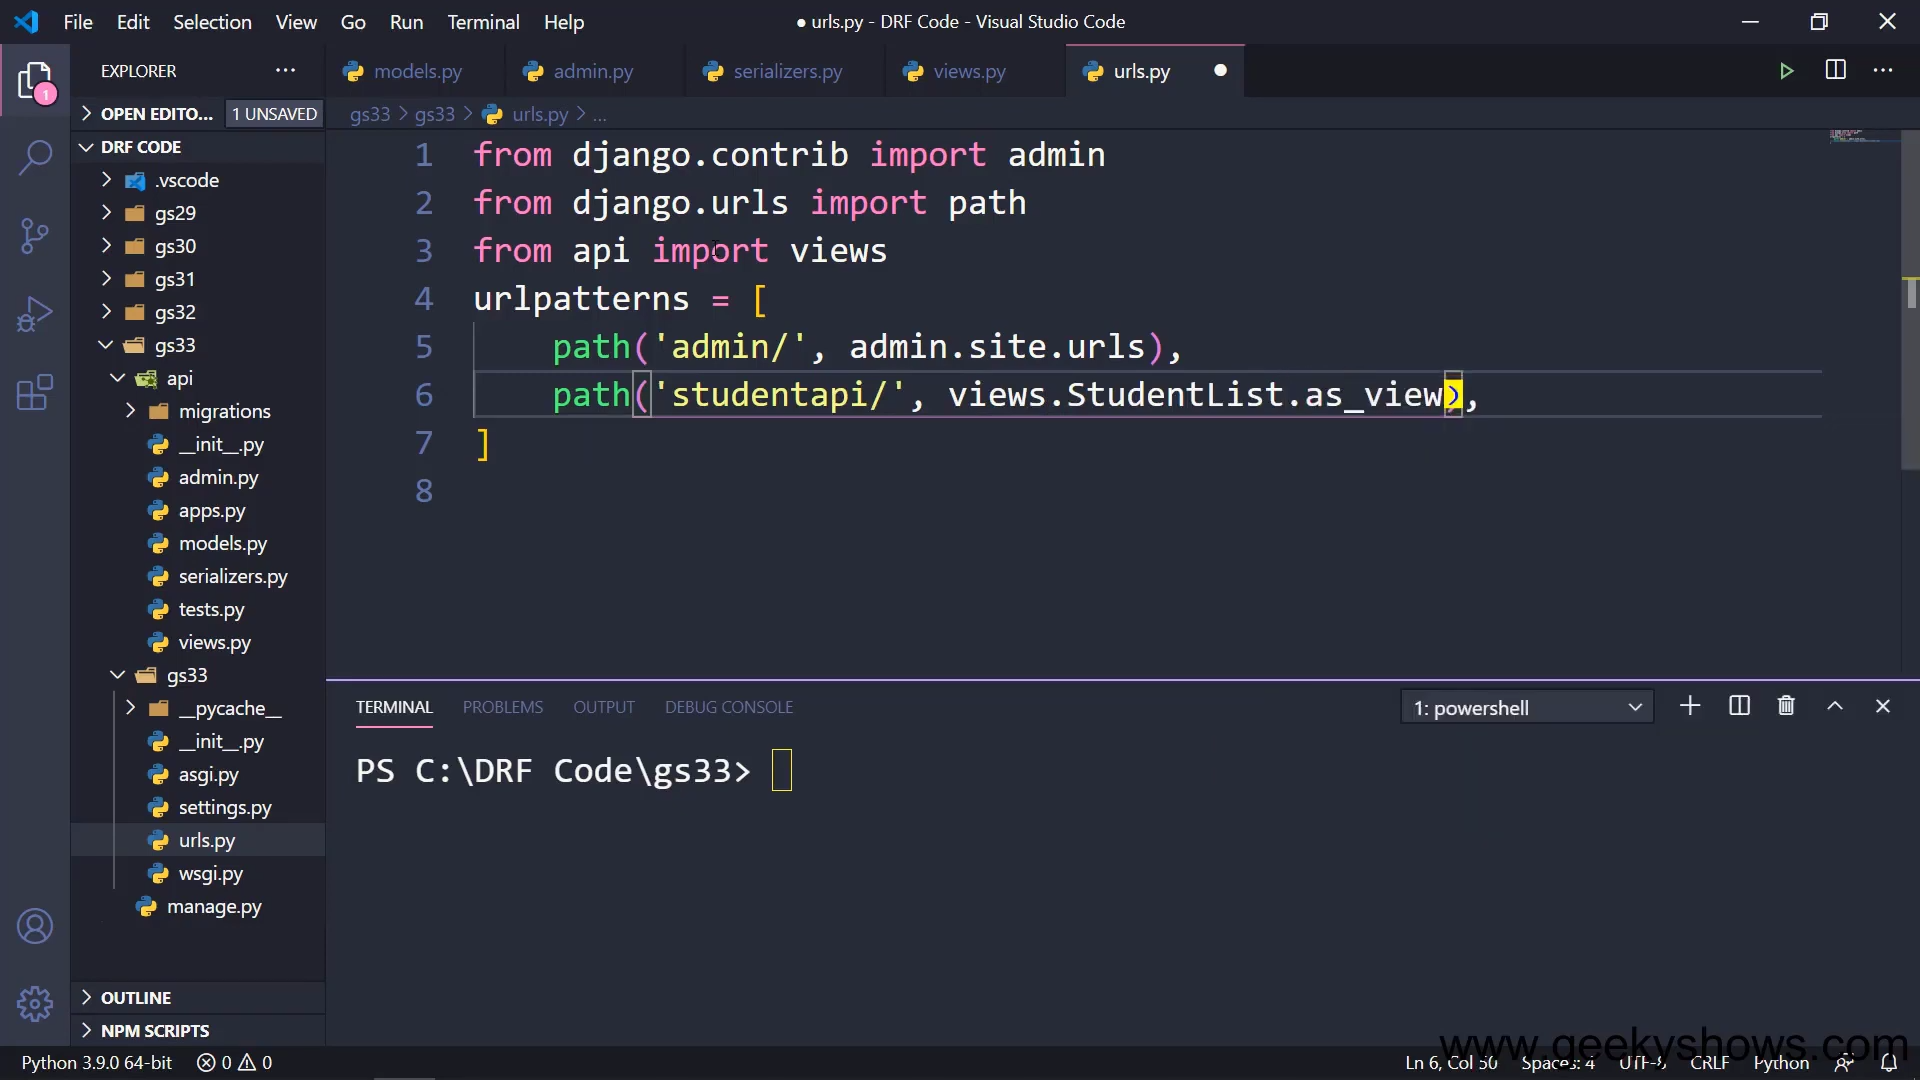 File Edit Selection View Go Run Terminal Help
● urls.py - DRF Code - Visual Studio Code
EXPLORER
models.py admin.py serializers.py views.py urls.py
OPEN EDITO... 1 UNSAVED
gs33 > gs33 > urls.py > ...
DRF CODE
.vscode
gs29
gs30
gs31
gs32
gs33
api
migrations
__init__.py
admin.py
apps.py
models.py
serializers.py
tests.py
views.py
gs33
__pycache__
__init__.py
asgi.py
settings.py
urls.py
wsgi.py
manage.py
OUTLINE
NPM SCRIPTS
1 from django.contrib import admin
2 from django.urls import path
3 from api import views
4 urlpatterns = [
5 path('admin/', admin.site.urls),
6 path('studentapi/', views.StudentList.as_view),
7 ]
8
TERMINAL PROBLEMS OUTPUT DEBUG CONSOLE 1: powershell
PS C:\DRF Code\gs33>
www.geekyshows.com
Python 3.9.0 64-bit 0 0 Ln 6, Col 50 Spaces: 4 UTF-8 CRLF Python
1